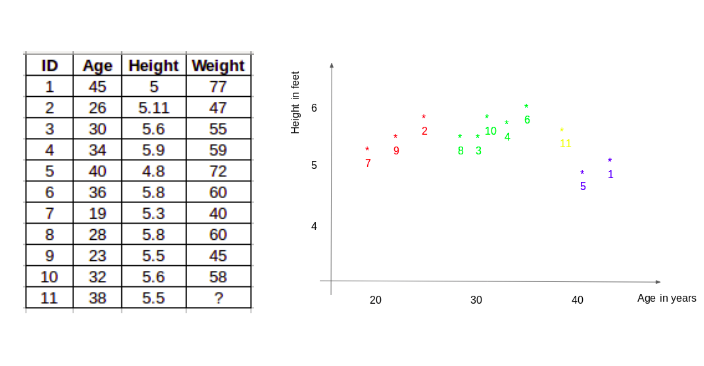 ID Age Height Weight
1 45 5 77
2 26 5.11 47
3 30 5.6 55
4 34 5.9 59
5 40 4.8 72
6 36 5.8 60
7 19 5.3 40
8 28 5.8 60
9 23 5.5 45
10 32 5.6 58
11 38 5.5 ?
Height in feet
6
5
4
* 7
* 9
* 2
* 8
* 3
* 10
* 4
* 6
* 11
* 5
* 1
20 30 40
Age in years